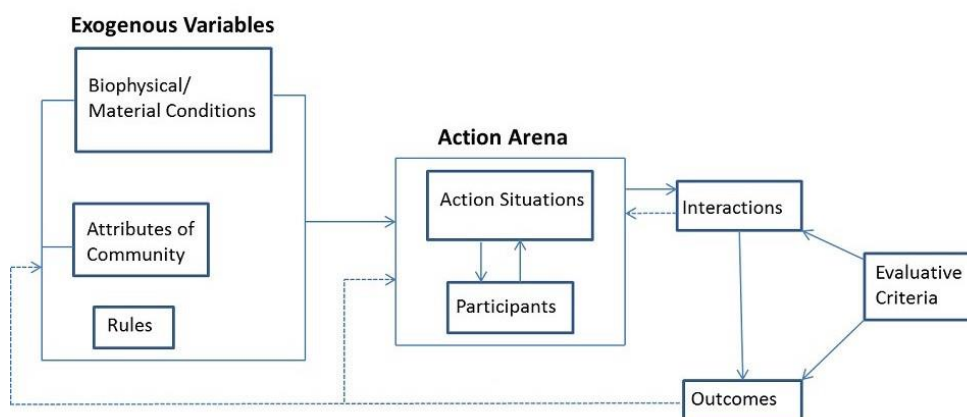 Exogenous Variables
Biophysical/
Material Conditions
Attributes of
Community
Rules
Action Arena
Action Situations
Participants
Interactions
Evaluative
Criteria
Outcomes